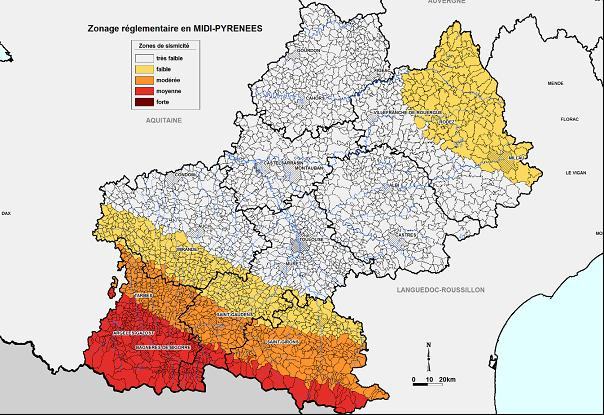 AUVERGNE
Zonage réglementaire en MIDI-PYRENEES
Zones de sismicité
très faible
faible
modérée
moyenne
forte
AQUITAINE
GOURDON
CAHORS
VILLEFRANCHE-DE-ROUERGUE
RODEZ
MENDE
FLORAC
LE VIGAN
CASTELSARRASIN
MONTAUBAN
CONDOM
DAX
TOULOUSE
CASTRES
MIRANDE
MURET
LANGUEDOC-ROUSSILLON
TARBES
SAINT-GAUDENS
ARGELES-GAZOST
BAGNERES-DE-BIGORRE
SAINT-GIRONS
N
0 10 20km